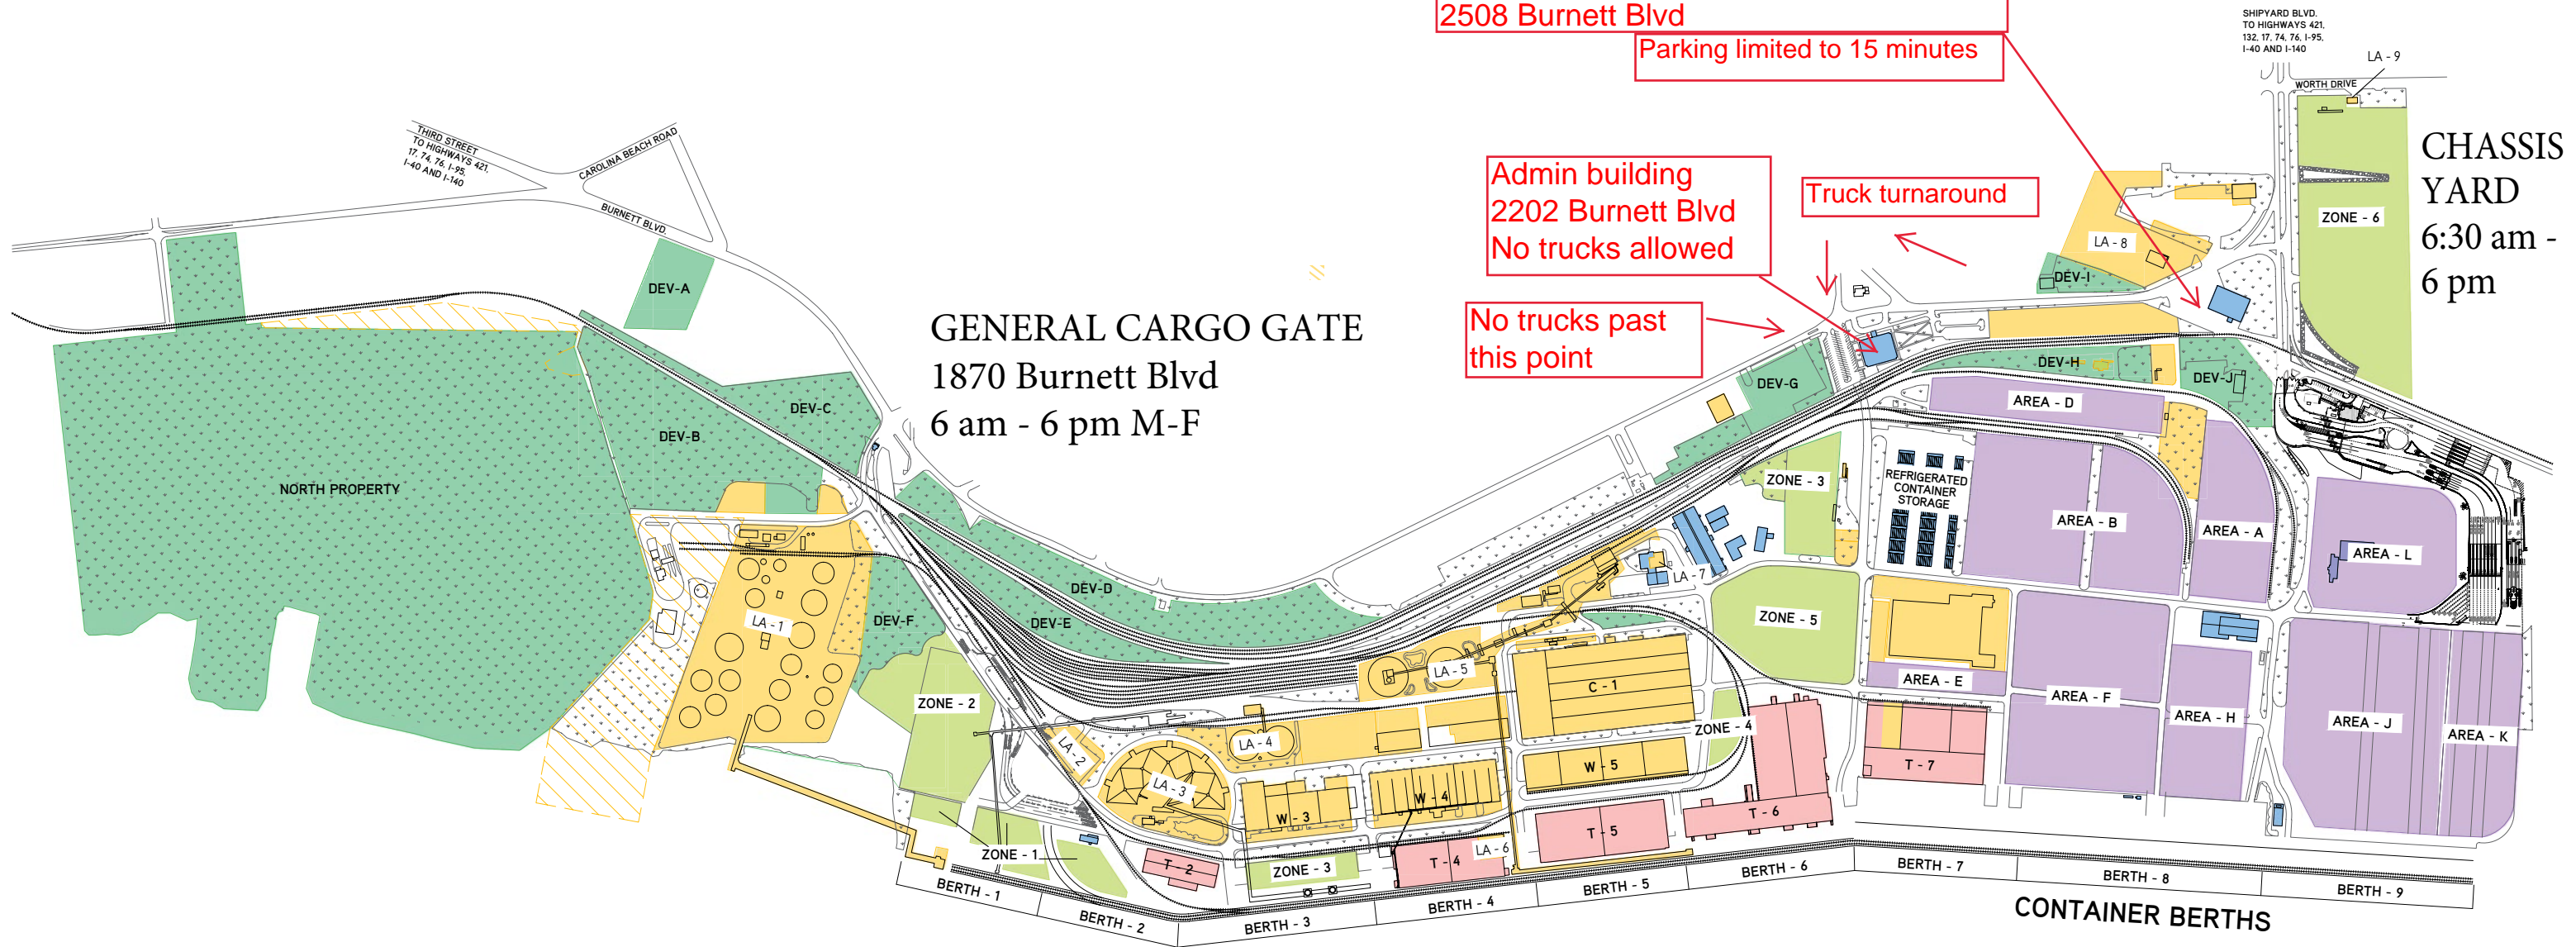 2508 Burnett Blvd
Parking limited to 15 minutes
SHIPYARD BLVD.
TO HIGHWAYS 421,
132, 17, 74, 76, I-95,
I-40 AND I-140
LA - 9
WORTH DRIVE
CHASSIS
YARD
6:30 am -
6 pm
ZONE - 6
THIRD STREET
TO HIGHWAYS 421,
17, 74, 76, I-95,
I-40 AND I-140
CAROLINA BEACH ROAD
BURNETT BLVD.
Admin building
2202 Burnett Blvd
No trucks allowed
Truck turnaround
No trucks past
this point
LA - 8
DEV-I
DEV-A
GENERAL CARGO GATE
1870 Burnett Blvd
6 am - 6 pm M-F
DEV-H
DEV-J
DEV-G
DEV-C
DEV-B
AREA - D
NORTH PROPERTY
ZONE - 3
REFRIGERATED
CONTAINER
STORAGE
AREA - B
AREA - A
AREA - L
LA - 7
DEV-D
DEV-E
DEV-F
LA - 1
ZONE - 5
LA - 5
C - 1
AREA - E
AREA - F
AREA - H
AREA - J
AREA - K
ZONE - 2
ZONE - 4
LA - 2
LA - 4
LA - 3
W - 5
T - 7
W - 4
W - 3
T - 6
T - 5
ZONE - 1
T - 2
ZONE - 3
T - 4
LA - 6
BERTH - 1
BERTH - 2
BERTH - 3
BERTH - 4
BERTH - 5
BERTH - 6
BERTH - 7
BERTH - 8
BERTH - 9
CONTAINER BERTHS